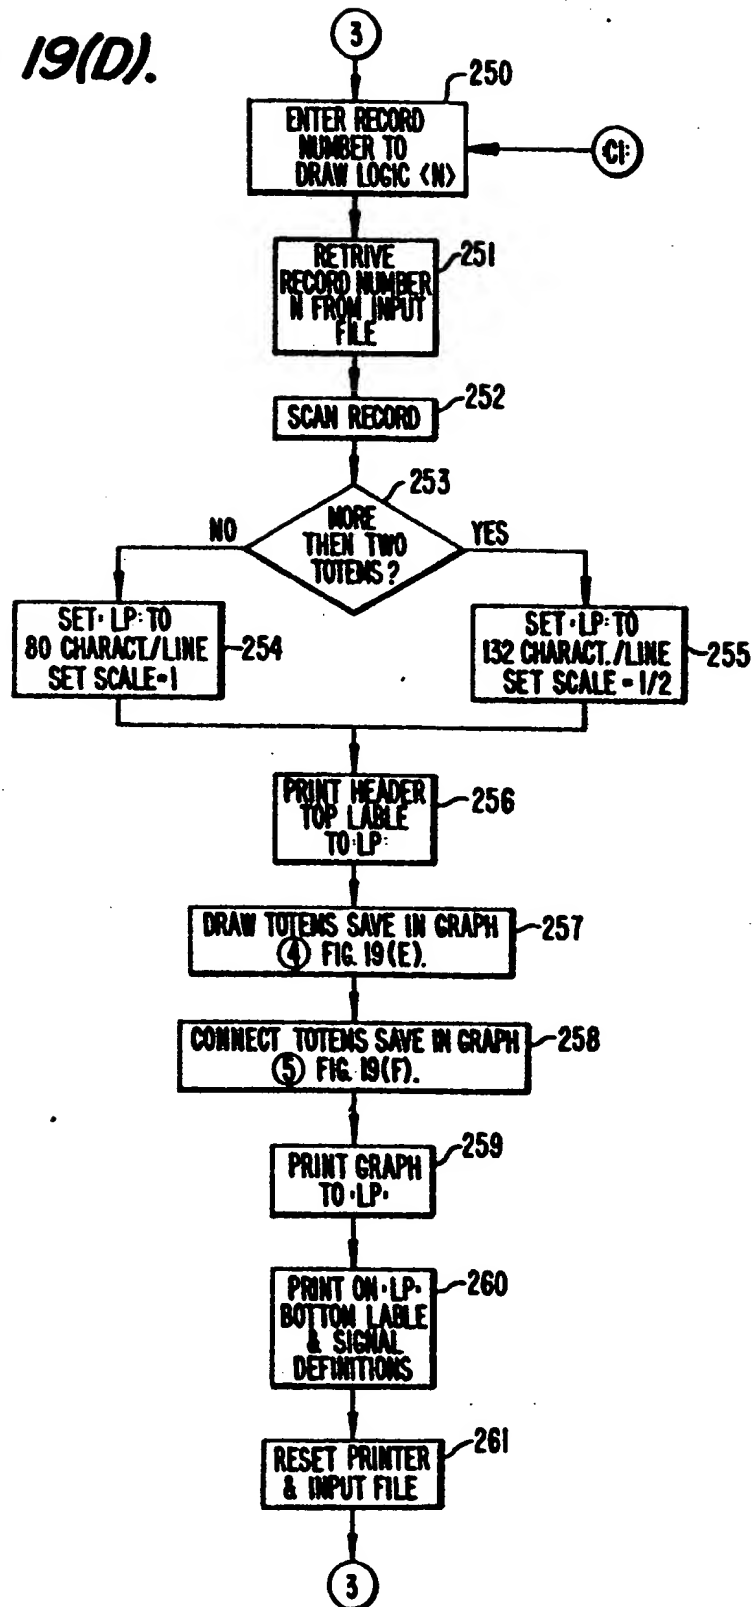 19(D).
3
250
ENTER RECORD
NUMBER TO
DRAW LOGIC <N>
:CI:
251
RETRIVE
RECORD NUMBER
N FROM INPUT
FILE
252
SCAN RECORD
253
MORE
THEN TWO
TOTEMS?
NO
YES
SET :LP: TO
80 CHARACT./LINE
SET SCALE=1
254
SET :LP: TO
132 CHARACT./LINE
SET SCALE = 1/2
255
256
PRINT HEADER
TOP LABLE
TO :LP:
DRAW TOTEMS SAVE IN GRAPH
4 FIG. 19(E).
257
CONNECT TOTEMS SAVE IN GRAPH
5 FIG. 19(F).
258
259
PRINT GRAPH
TO :LP:
260
PRINT ON :LP:
BOTTOM LABLE
& SIGNAL
DEFINITIONS
261
RESET PRINTER
& INPUT FILE
3